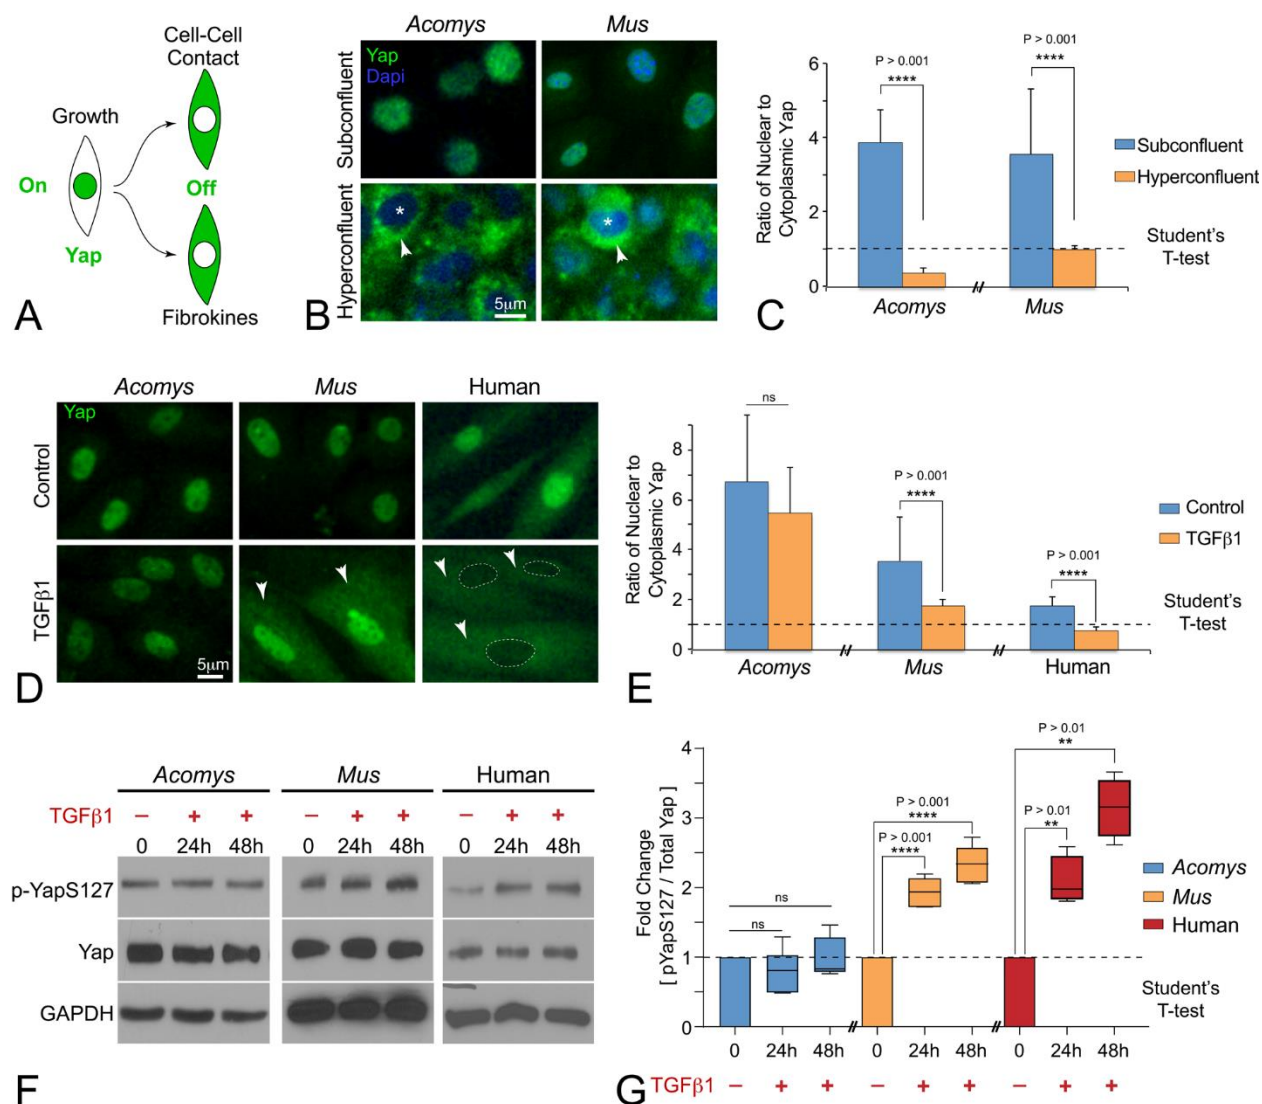 Cell-Cell
Contact
Growth
On
Off
Yap
Fibrokines
A
Acomys
Mus
Subconfluent
Yap
Dapi
Hyperconfluent
*
*
5µm
B
P > 0.001
****
P > 0.001
****
Ratio of Nuclear to
Cytoplasmic Yap
6
4
2
0
Subconfluent
Hyperconfluent
Student's
T-test
Acomys
Mus
C
Acomys
Mus
Human
Control
Yap
TGFβ1
5µm
D
ns
P > 0.001
****
P > 0.001
****
Ratio of Nuclear to
Cytoplasmic Yap
8
6
4
2
0
Control
TGFβ1
Student's
T-test
Acomys
Mus
Human
E
Acomys
Mus
Human
TGFβ1 – + + – + + – + +
0 24h 48h 0 24h 48h 0 24h 48h
p-YapS127
Yap
GAPDH
F
Fold Change
[ pYapS127 / Total Yap ]
4
3
2
1
0
ns
ns
P > 0.001
****
P > 0.001
****
P > 0.01
**
P > 0.01
**
Acomys
Mus
Human
Student's
T-test
0 24h 48h 0 24h 48h 0 24h 48h
TGFβ1 – + + – + + – + +
G